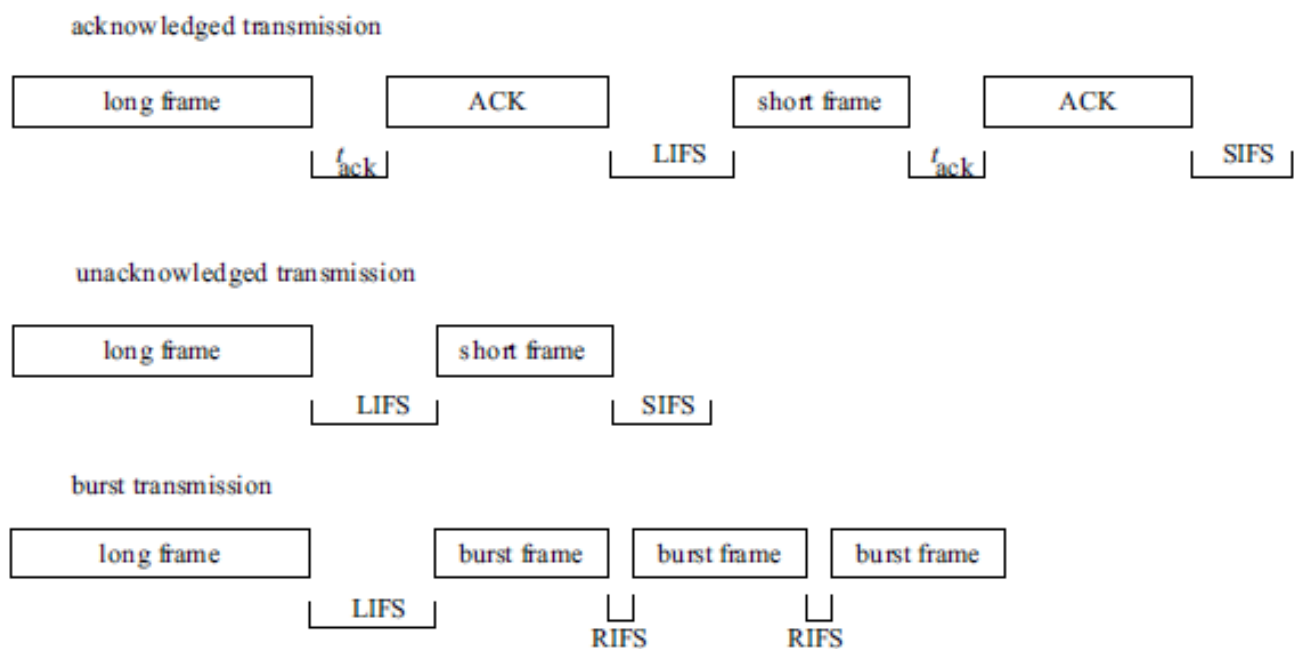 acknowledged transmission
long frame ACK short frame ACK
tack LIFS tack SIFS
unacknowledged transmission
long frame short frame
LIFS SIFS
burst transmission
long frame burst frame burst frame burst frame
LIFS
RIFS RIFS